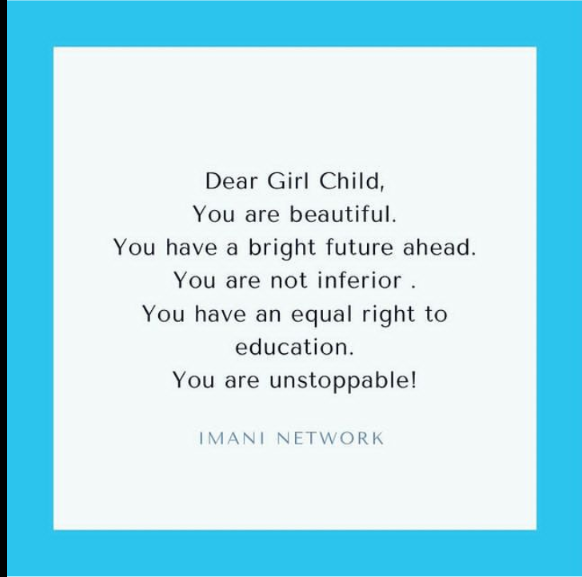 Dear Girl Child,
You are beautiful.
You have a bright future ahead.
You are not inferior .
You have an equal right to
education.
You are unstoppable!
IMANI NETWORK